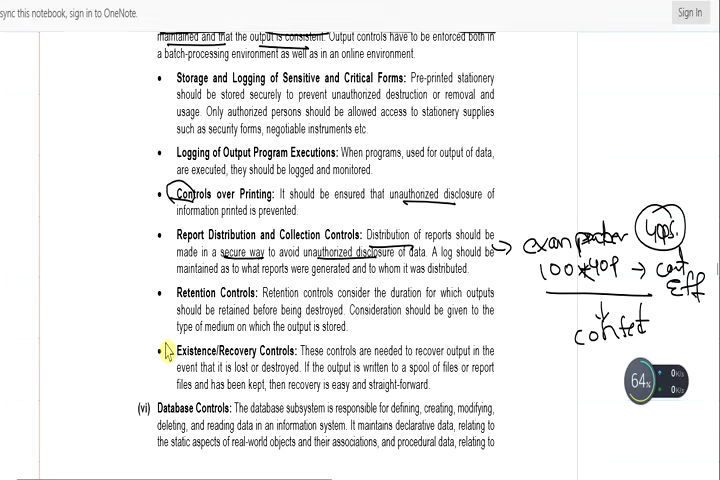 sync this notebook, sign in to OneNote.
Sign In
maintained and that the output is consistent. Output controls have to be enforced both in
a batch-processing environment as well as in an online environment.
• Storage and Logging of Sensitive and Critical Forms: Pre-printed stationery
should be stored securely to prevent unauthorized destruction or removal and
usage. Only authorized persons should be allowed access to stationery supplies
such as security forms, negotiable instruments etc.
• Logging of Output Program Executions: When programs, used for output of data,
are executed, they should be logged and monitored.
• Controls over Printing: It should be ensured that unauthorized disclosure of
information printed is prevented.
• Report Distribution and Collection Controls: Distribution of reports should be
made in a secure way to avoid unauthorized disclosure of data. A log should be
maintained as to what reports were generated and to whom it was distributed.
• Retention Controls: Retention controls consider the duration for which outputs
should be retained before being destroyed. Consideration should be given to the
type of medium on which the output is stored.
• Existence/Recovery Controls: These controls are needed to recover output in the
event that it is lost or destroyed. If the output is written to a spool of files or report
files and has been kept, then recovery is easy and straight-forward.
(vi) Database Controls: The database subsystem is responsible for defining, creating, modifying,
deleting, and reading data in an information system. It maintains declarative data, relating to
the static aspects of real-world objects and their associations, and procedural data, relating to
→ exam
100 → 
Eff
64%
0K/s
0K/s